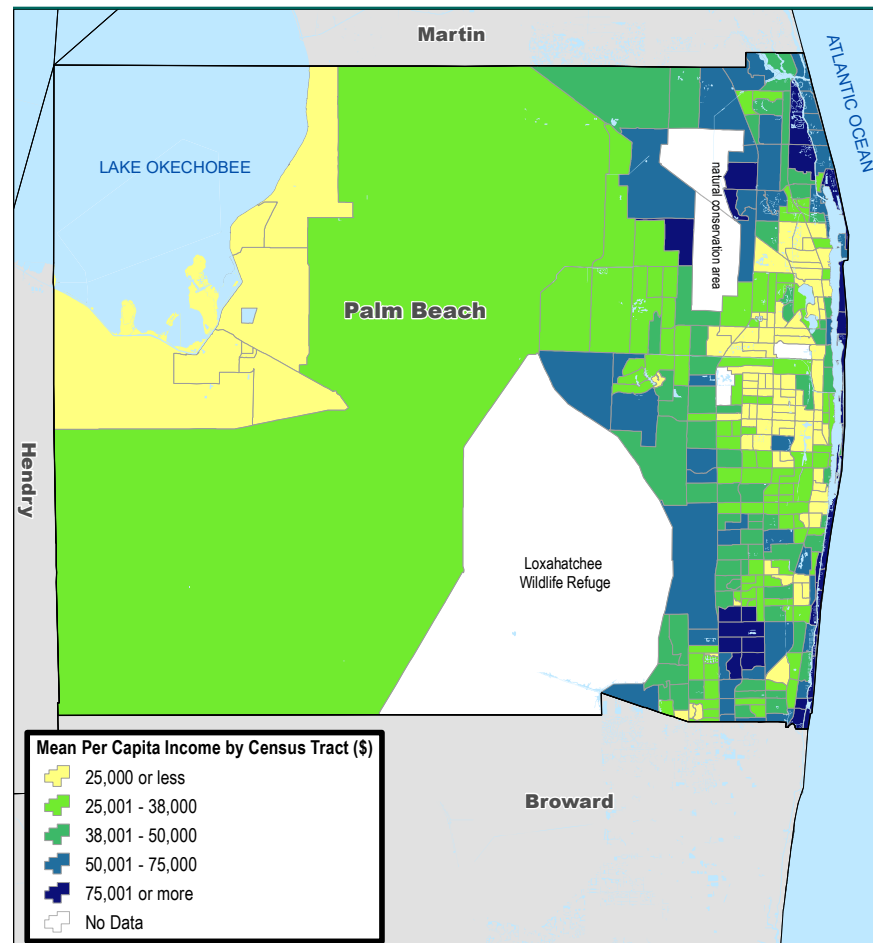 Martin
ATLANTIC OCEAN
LAKE OKECHOBEE
natural conservation area
Palm Beach
Hendry
Loxahatchee
Wildlife Refuge
Broward
Mean Per Capita Income by Census Tract ($)
25,000 or less
25,001 - 38,000
38,001 - 50,000
50,001 - 75,000
75,001 or more
No Data